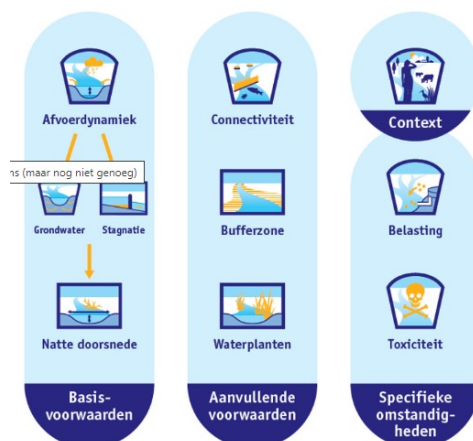 Afvoerdynamiek
ns (maar nog niet genoeg)
Grondwater
Stagnatie
Natte doorsnede
Basis-
voorwaarden
Connectiviteit
Bufferzone
Waterplanten
Aanvullende
voorwaarden
Context
Belasting
Toxiciteit
Specifieke
omstandig-
heden